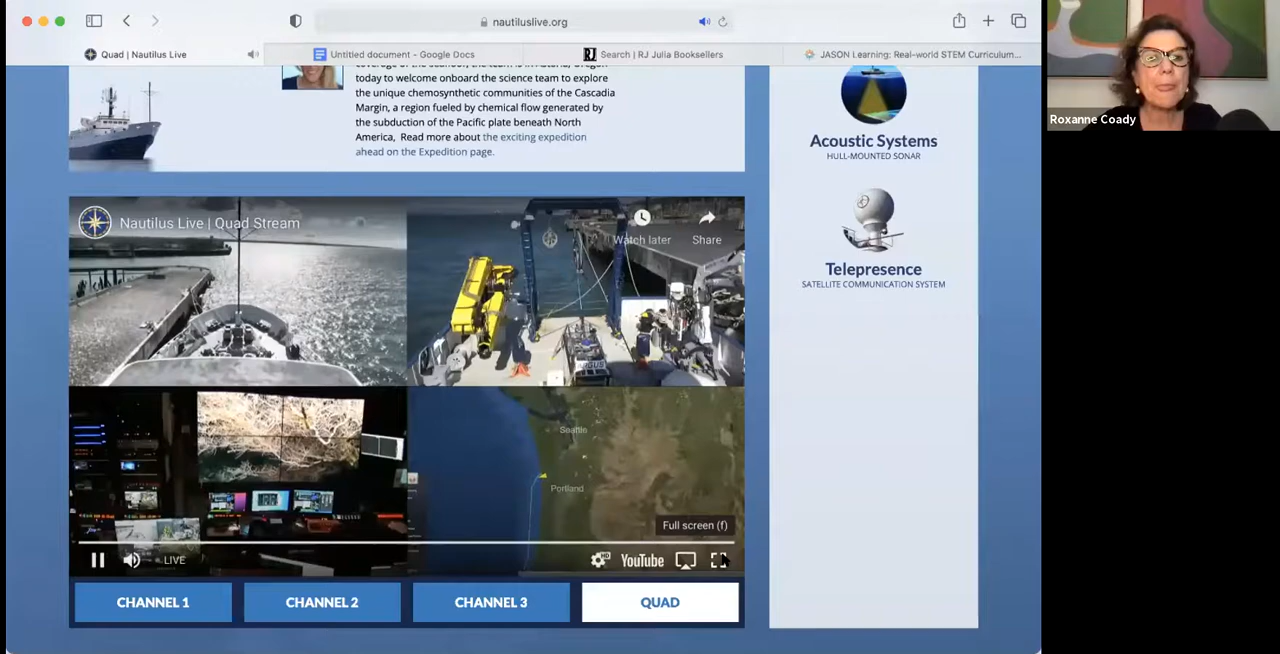 nautiluslive.org
Quad | Nautilus Live
Untitled document - Google Docs
Search | RJ Julia Booksellers
JASON Learning: Real-world STEM Curriculum...
today to welcome onboard the science team to explore
the unique chemosynthetic communities of the Cascadia
Margin, a region fueled by chemical flow generated by
the subduction of the Pacific plate beneath North
America, Read more about the exciting expedition
ahead on the Expedition page.
Acoustic Systems
HULL-MOUNTED SONAR
Telepresence
SATELLITE COMMUNICATION SYSTEM
Nautilus Live | Quad Stream
Watch later
Share
ARGUS
Seattle
Portland
Full screen (f)
LIVE
HD
YouTube
CHANNEL 1
CHANNEL 2
CHANNEL 3
QUAD
Roxanne Coady